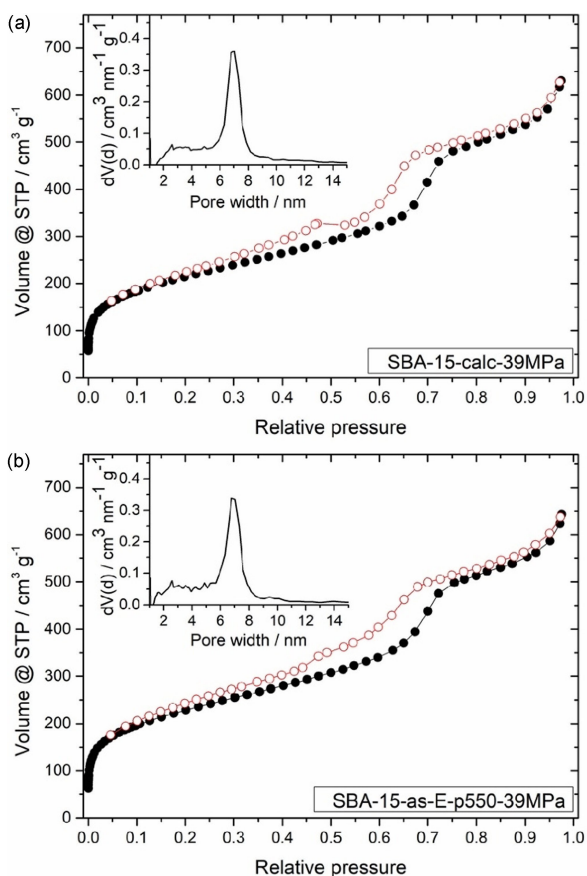 (a)
Volume @ STP / cm³ g⁻¹
700
600
500
400
300
200
100
0
dV(d) / cm³ nm⁻¹ g⁻¹
0.4
0.3
0.2
0.1
0.0
2 4 6 8 10 12 14
Pore width / nm
SBA-15-calc-39MPa
0.0 0.1 0.2 0.3 0.4 0.5 0.6 0.7 0.8 0.9 1.0
Relative pressure
(b)
Volume @ STP / cm³ g⁻¹
700
600
500
400
300
200
100
0
dV(d) / cm³ nm⁻¹ g⁻¹
0.4
0.3
0.2
0.1
0.0
2 4 6 8 10 12 14
Pore width / nm
SBA-15-as-E-p550-39MPa
0.0 0.1 0.2 0.3 0.4 0.5 0.6 0.7 0.8 0.9 1.0
Relative pressure